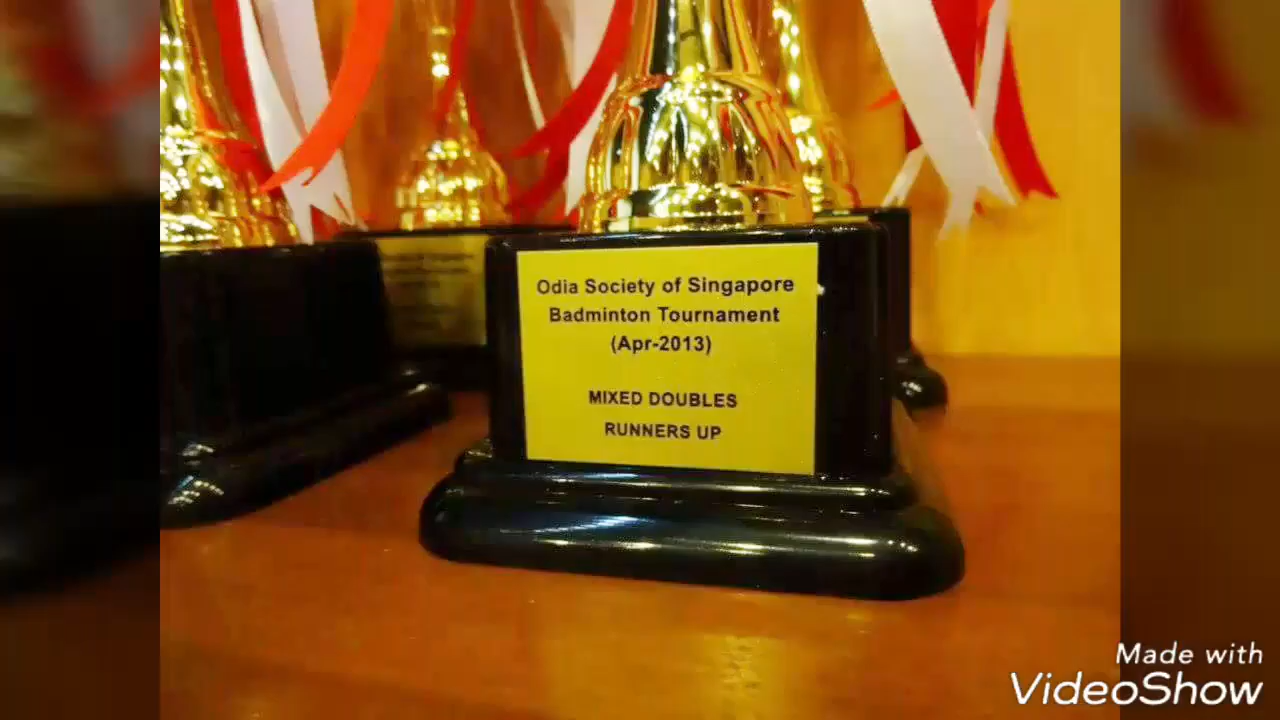 Odia Society of Singapore
Badminton Tournament
(Apr-2013)
MIXED DOUBLES
RUNNERS UP
Made with
VideoShow